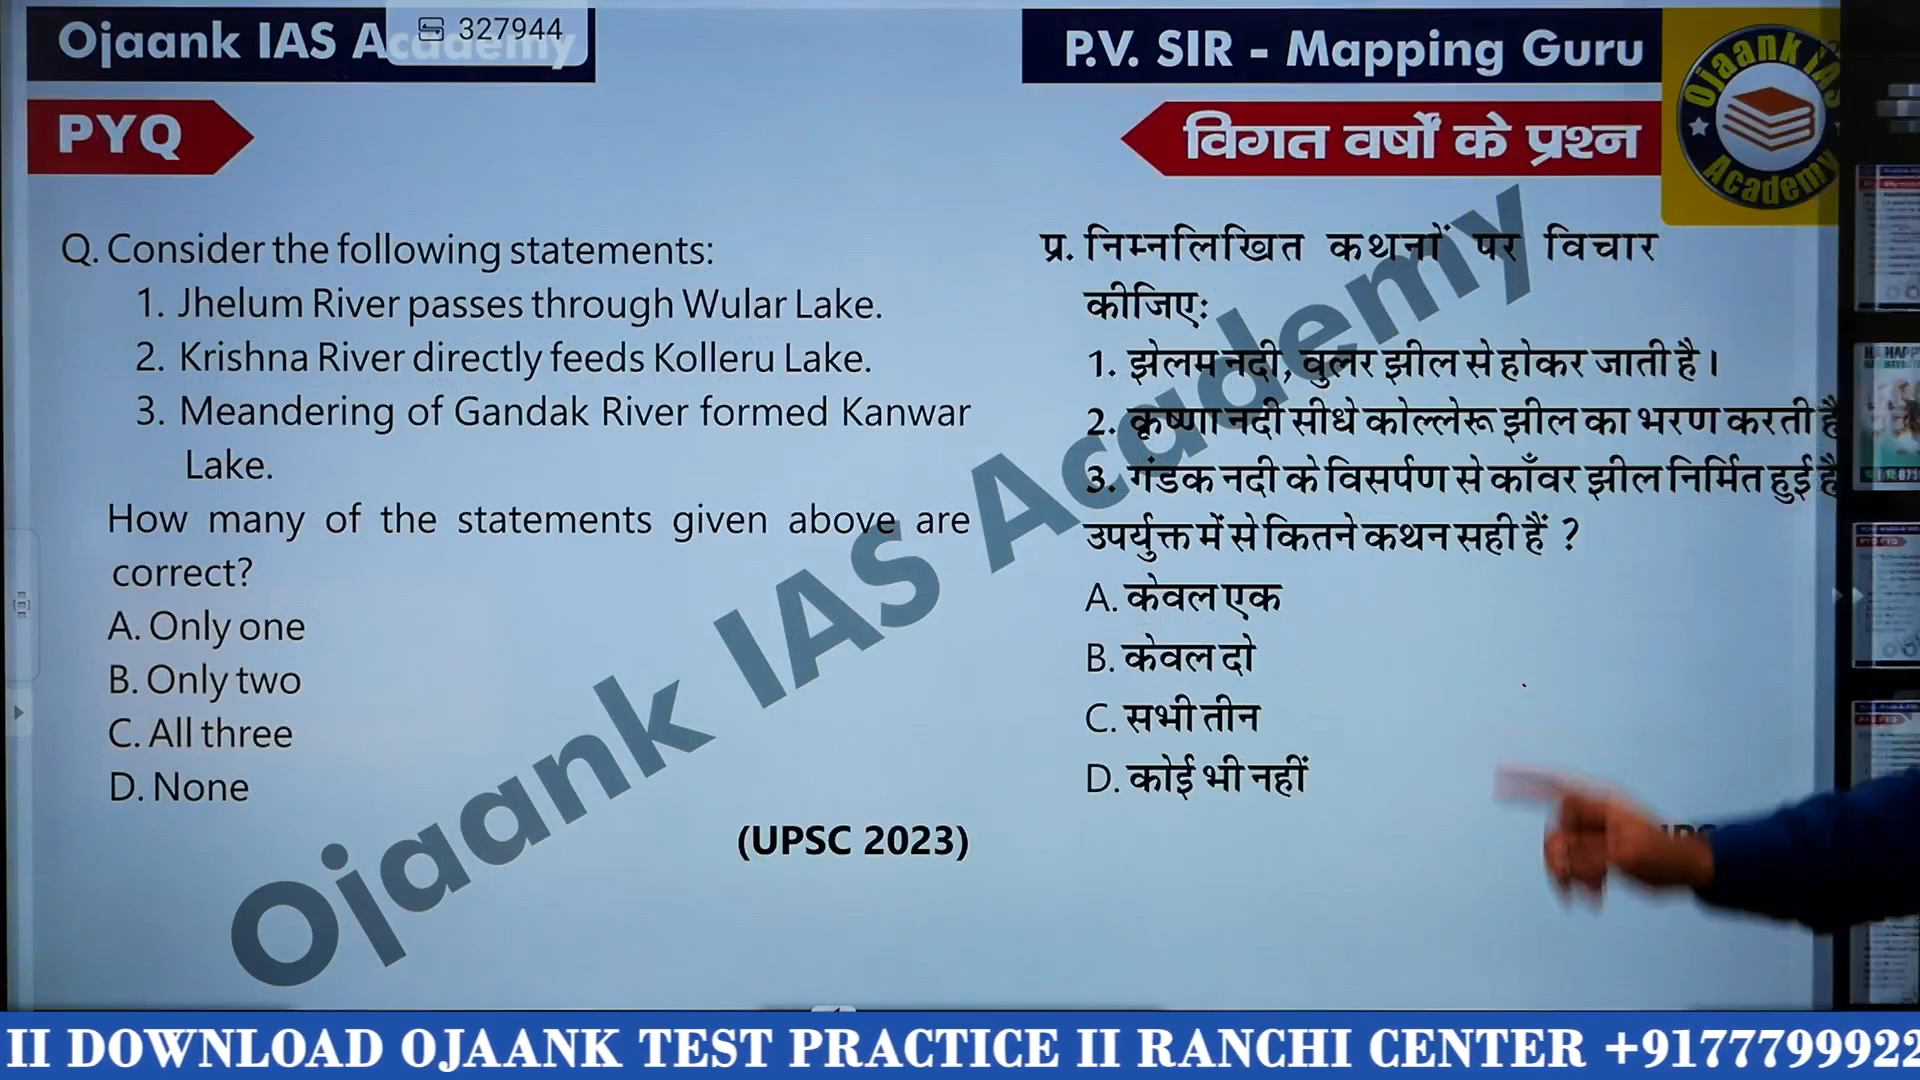 Ojaank IAS Academy
327944
P.V. SIR - Mapping Guru
Ojaank IAS
Academy
PYQ
विगत वर्षों के प्रश्न
Q. Consider the following statements:
1. Jhelum River passes through Wular Lake.
2. Krishna River directly feeds Kolleru Lake.
3. Meandering of Gandak River formed Kanwar
Lake.
How many of the statements given above are
correct?
A. Only one
B. Only two
C. All three
D. None
(UPSC 2023)
प्र. निम्नलिखित कथनों पर विचार
कीजिएः
1. झेलम नदी, वुलर झील से होकर जाती है।
2. कृष्णा नदी सीधे कोल्लेरू झील का भरण करती है
3. गंडक नदी के विसर्पण से काँवर झील निर्मित हुई है
उपर्युक्त में से कितने कथन सही हैं ?
A. केवल एक
B. केवल दो
C. सभी तीन
D. कोई भी नहीं
Ojaank IAS Academy
II DOWNLOAD OJAANK TEST PRACTICE II RANCHI CENTER +9177799922